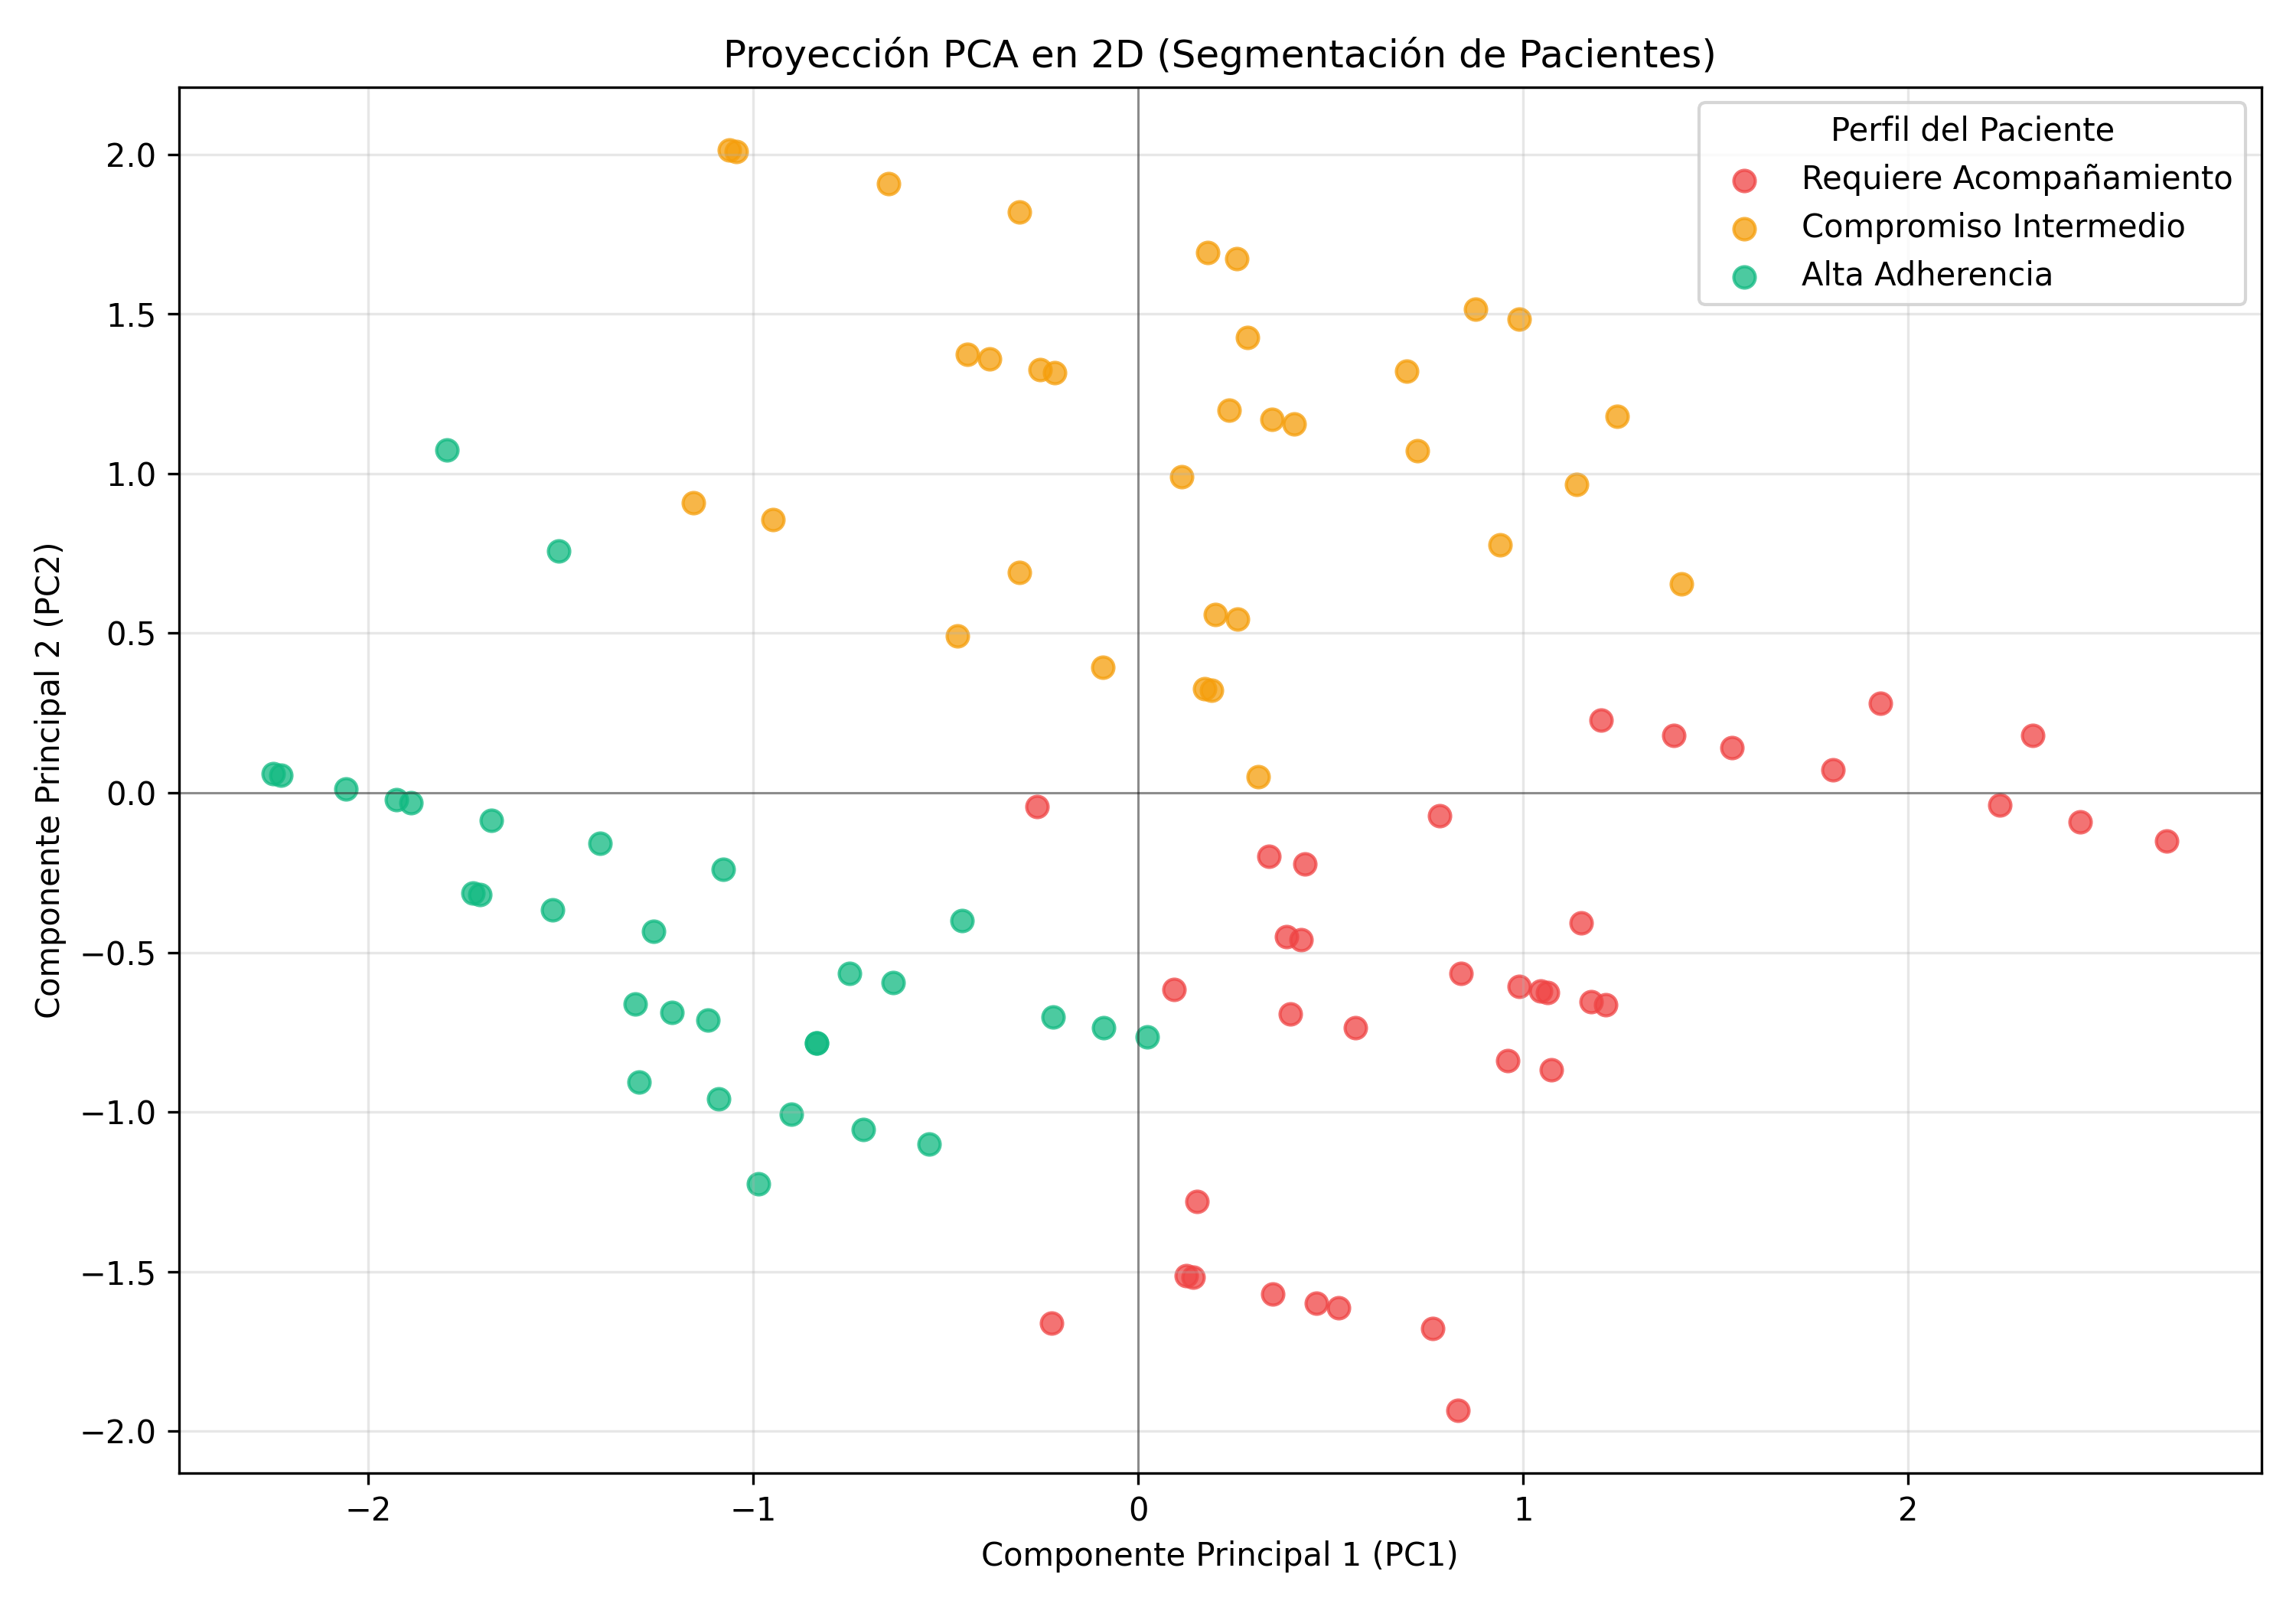 Proyección PCA en 2D (Segmentación de Pacientes)
Perfil del Paciente
Requiere Acompañamiento
Compromiso Intermedio
Alta Adherencia
Componente Principal 2 (PC2)
2.0
1.5
1.0
0.5
0.0
−0.5
−1.0
−1.5
−2.0
−2 −1 0 1 2
Componente Principal 1 (PC1)